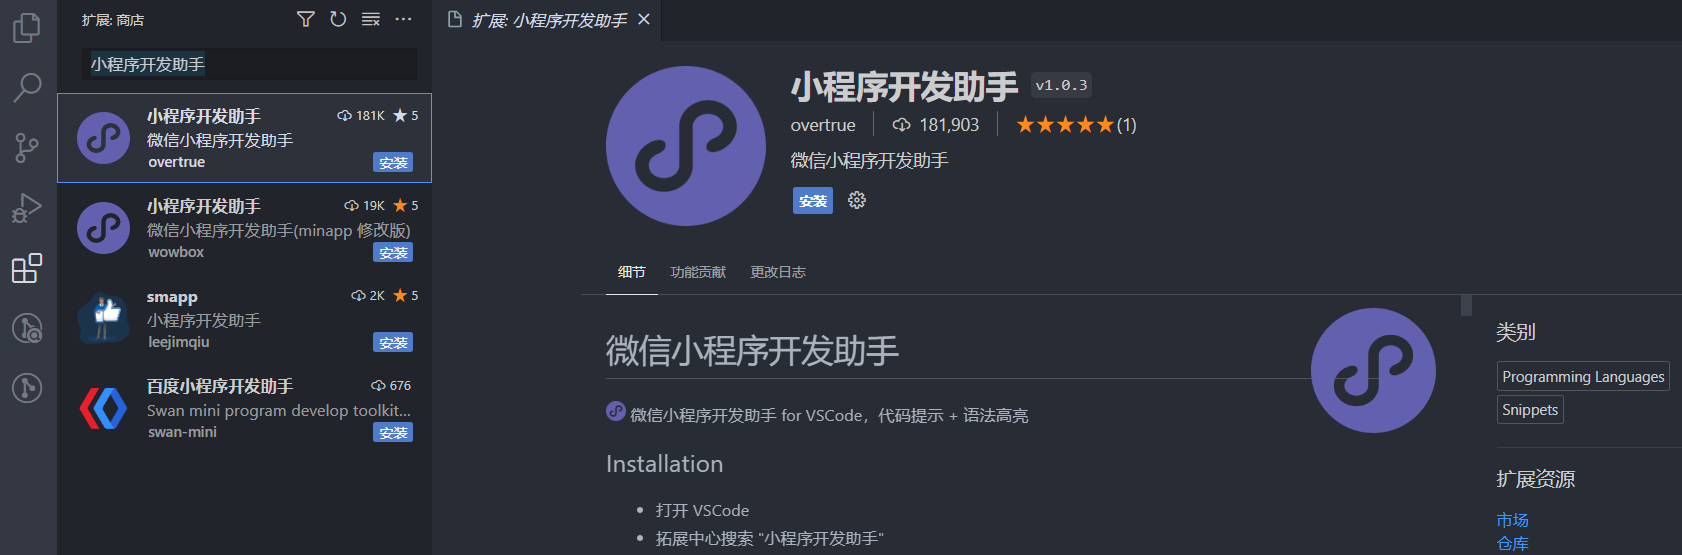 扩展: 商店
小程序开发助手
小程序开发助手 181K 5
微信小程序开发助手
overtrue 安装
小程序开发助手 19K 5
微信小程序开发助手(minapp 修改版)
wowbox 安装
smapp 2K 5
小程序开发助手
leejimqiu 安装
百度小程序开发助手 676
Swan mini program develop toolkit...
swan-mini 安装
扩展: 小程序开发助手
小程序开发助手 v1.0.3
overtrue 181,903 (1)
微信小程序开发助手
安装
细节 功能贡献 更改日志
微信小程序开发助手
微信小程序开发助手 for VSCode，代码提示 + 语法高亮
Installation
• 打开 VSCode
• 拓展中心搜索 "小程序开发助手"
类别
Programming Languages
Snippets
扩展资源
市场
仓库